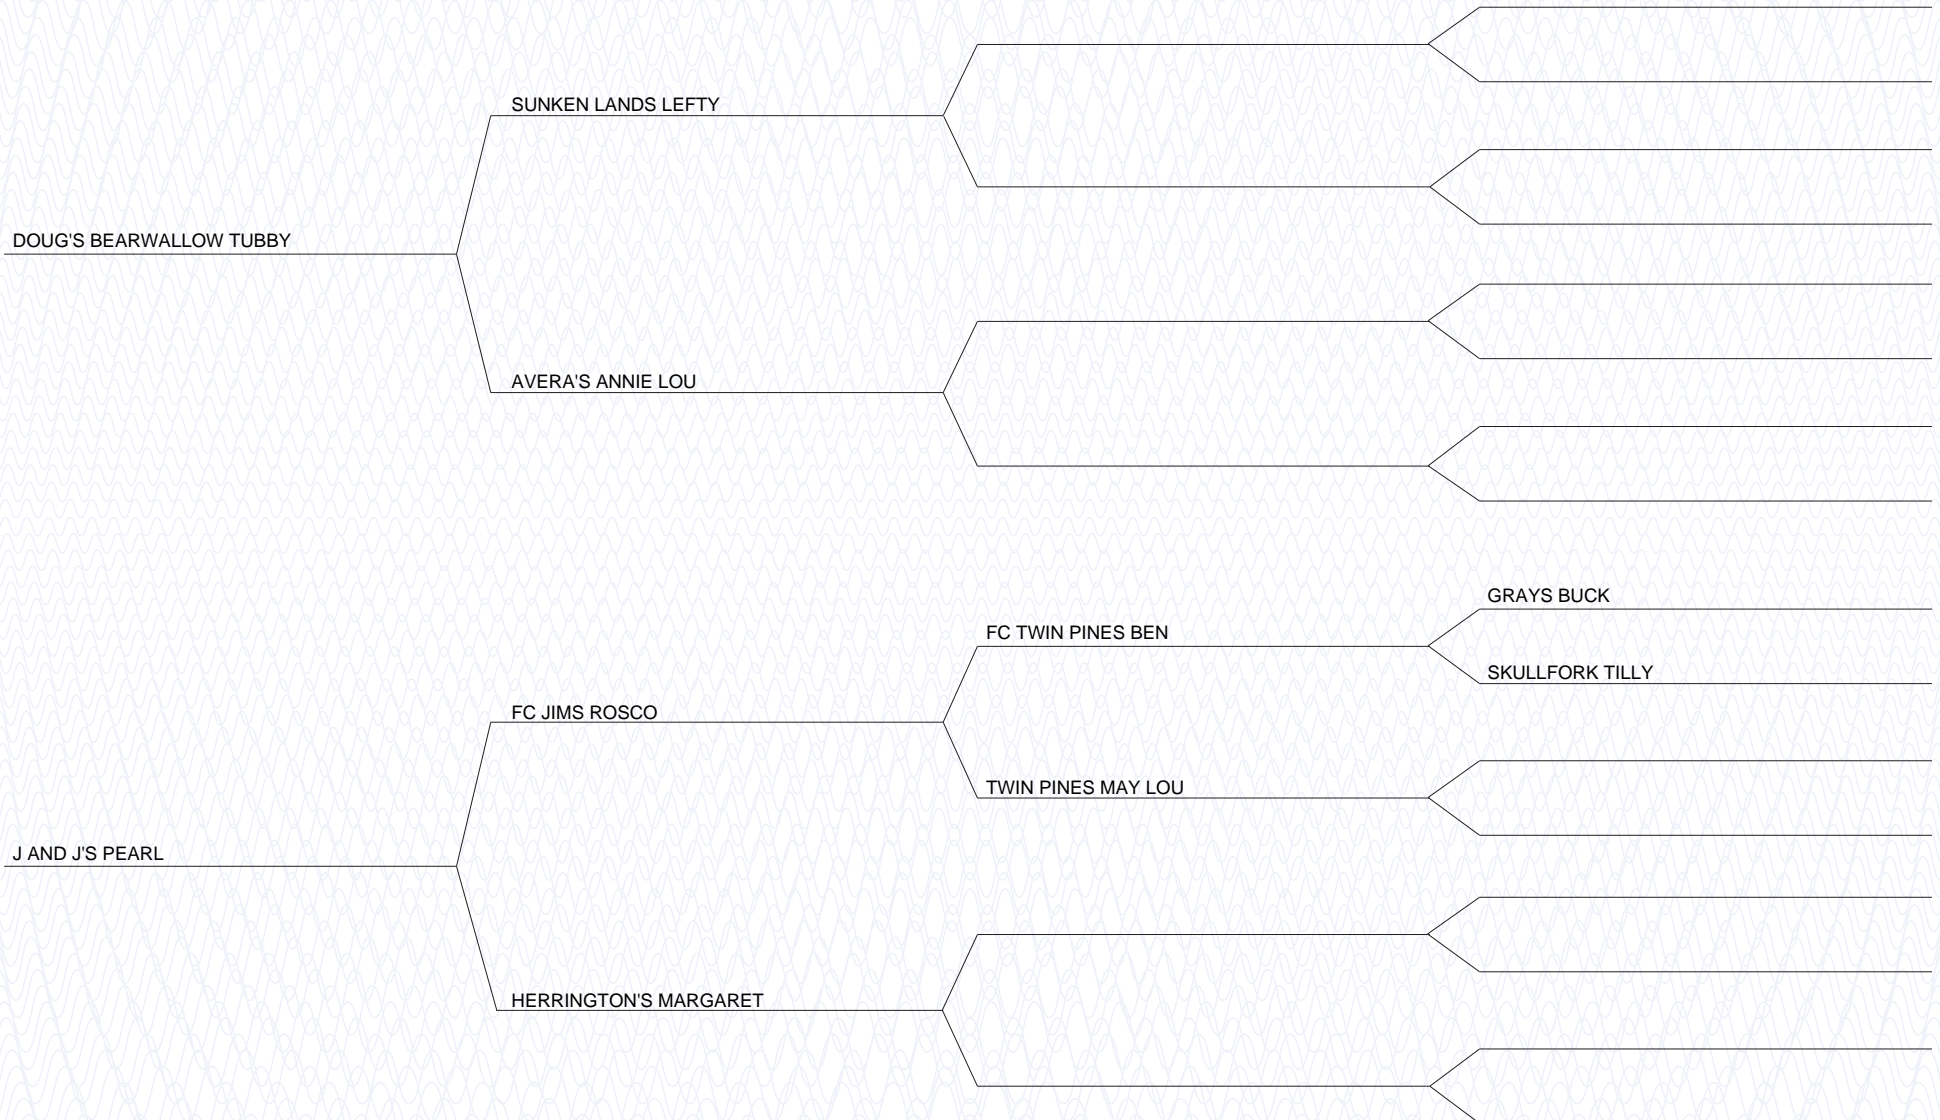 SUNKEN LANDS LEFTY
DOUG'S BEARWALLOW TUBBY
AVERA'S ANNIE LOU
GRAYS BUCK
FC TWIN PINES BEN
SKULLFORK TILLY
FC JIMS ROSCO
TWIN PINES MAY LOU
J AND J'S PEARL
HERRINGTON'S MARGARET